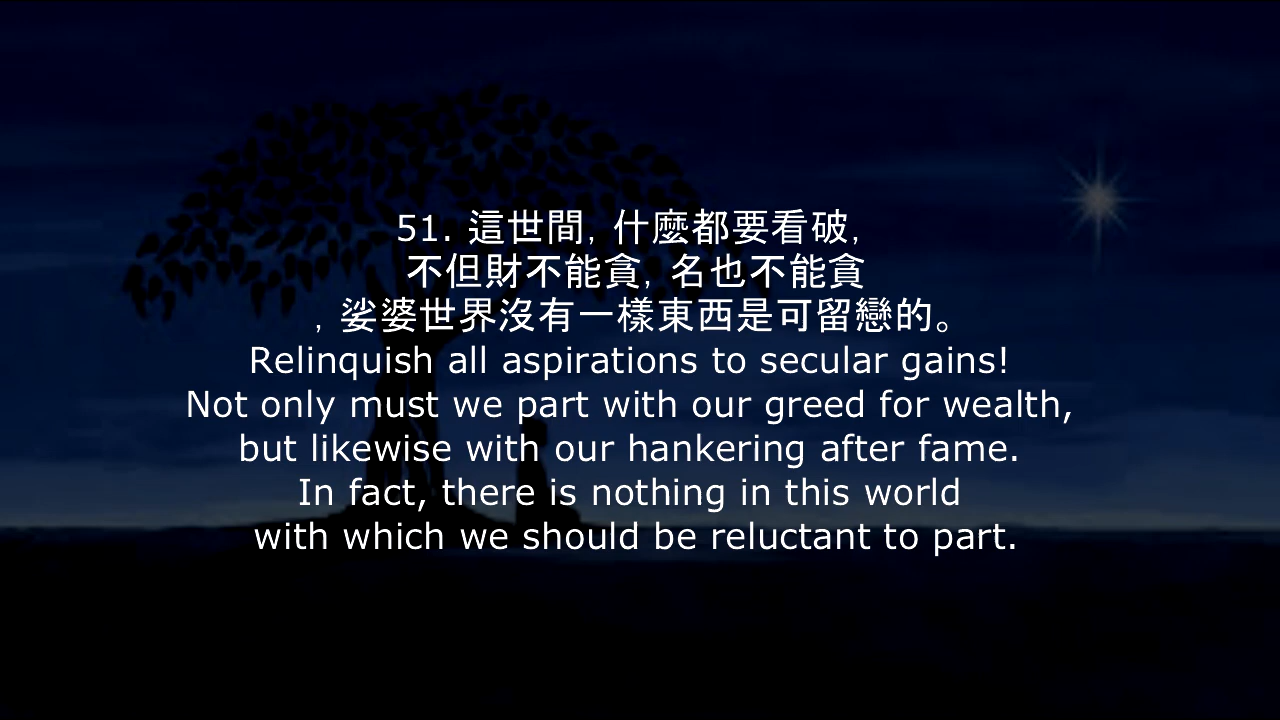 51. 這世間, 什麼都要看破,
不但財不能貪, 名也不能貪
, 娑婆世界沒有一樣東西是可留戀的。
Relinquish all aspirations to secular gains!
Not only must we part with our greed for wealth,
but likewise with our hankering after fame.
In fact, there is nothing in this world
with which we should be reluctant to part.